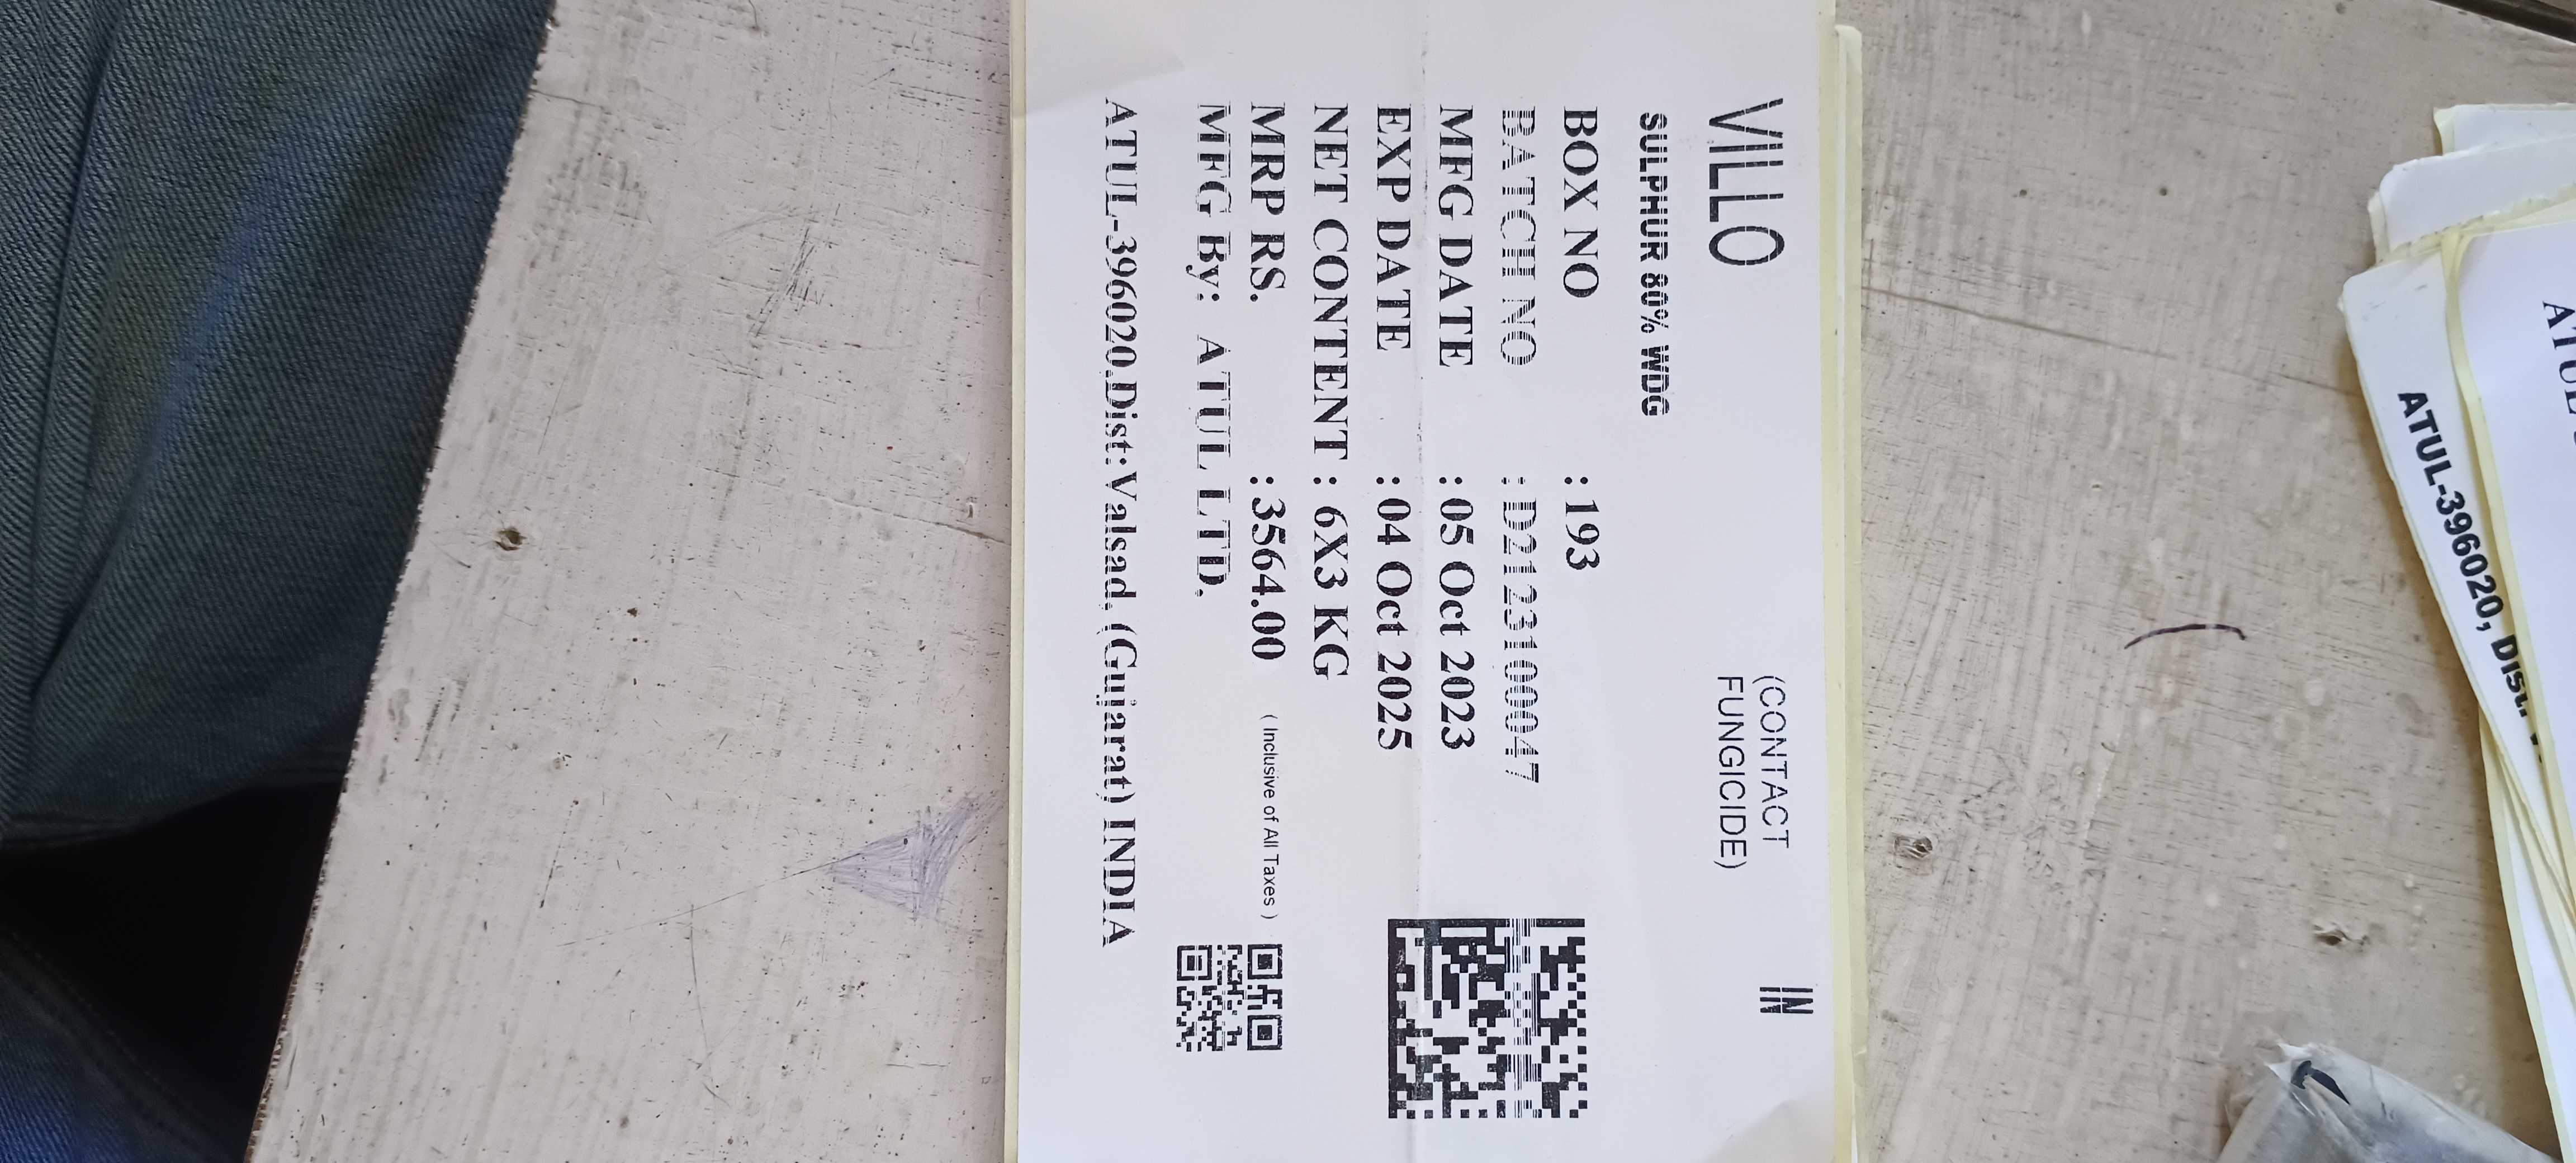 VILLO
(CONTACT
FUNGICIDE)
IN
SULPHUR 80% WDG
BOX NO : 193
BATCH NO : D2123100047
MFG DATE : 05 Oct 2023
EXP DATE : 04 Oct 2025
NET CONTENT : 6X3 KG
MRP RS. : 3564.00 ( Inclusive of All Taxes )
MFG By: ATUL LTD.
ATUL-396020,Dist:Valsad, (Gujarat) INDIA
ATUL-396020, Dist: